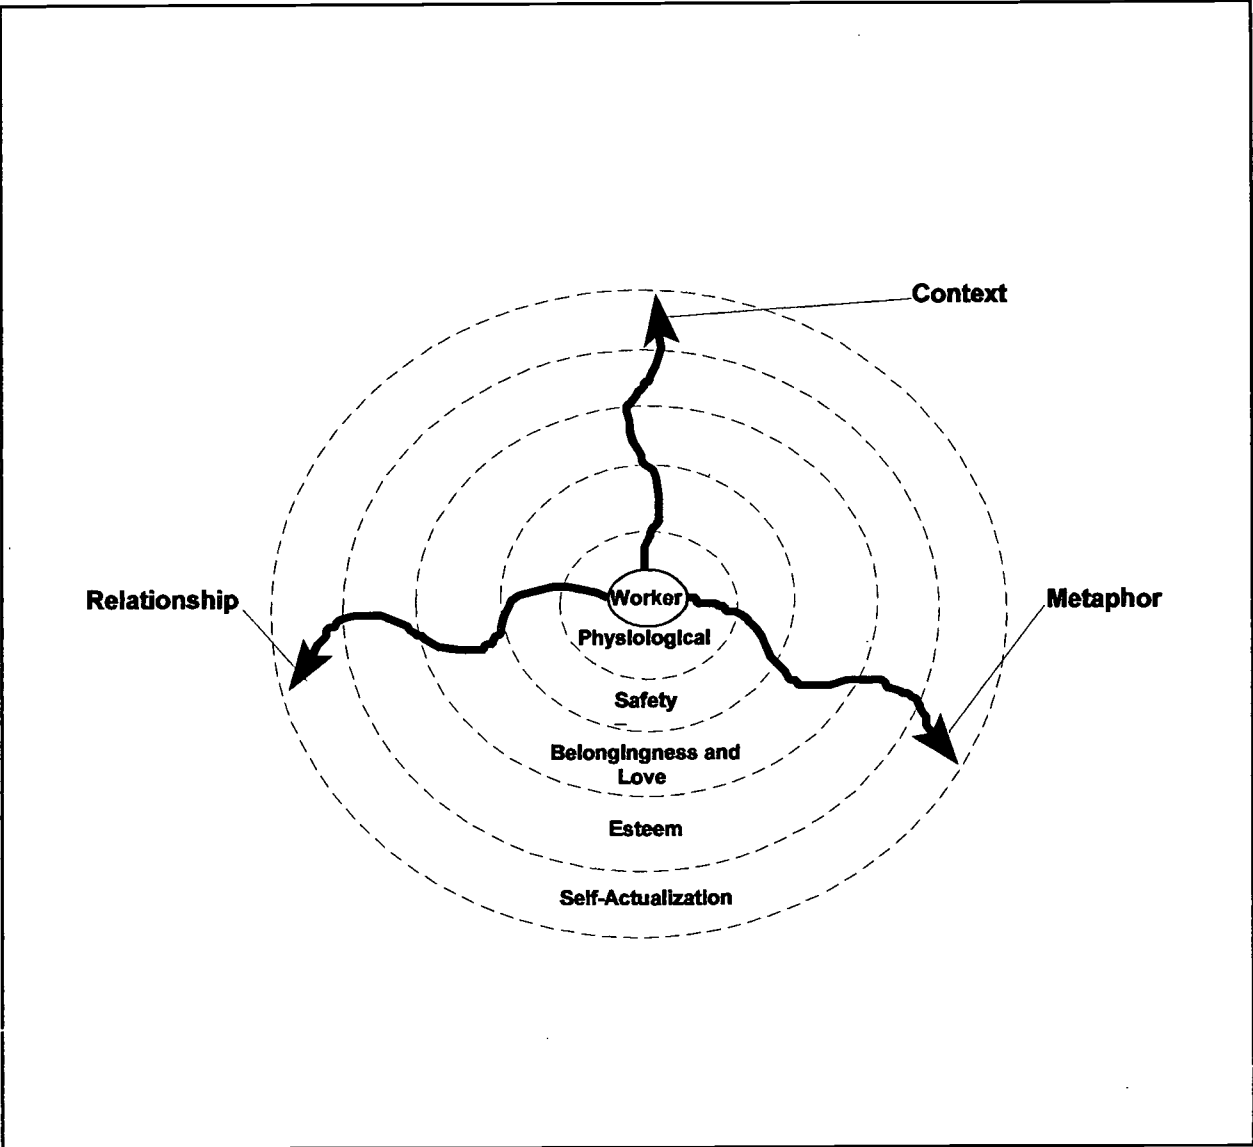 Context
Relationship
Worker
Metaphor
Physiological
Safety
Belongingness and
Love
Esteem
Self-Actualization